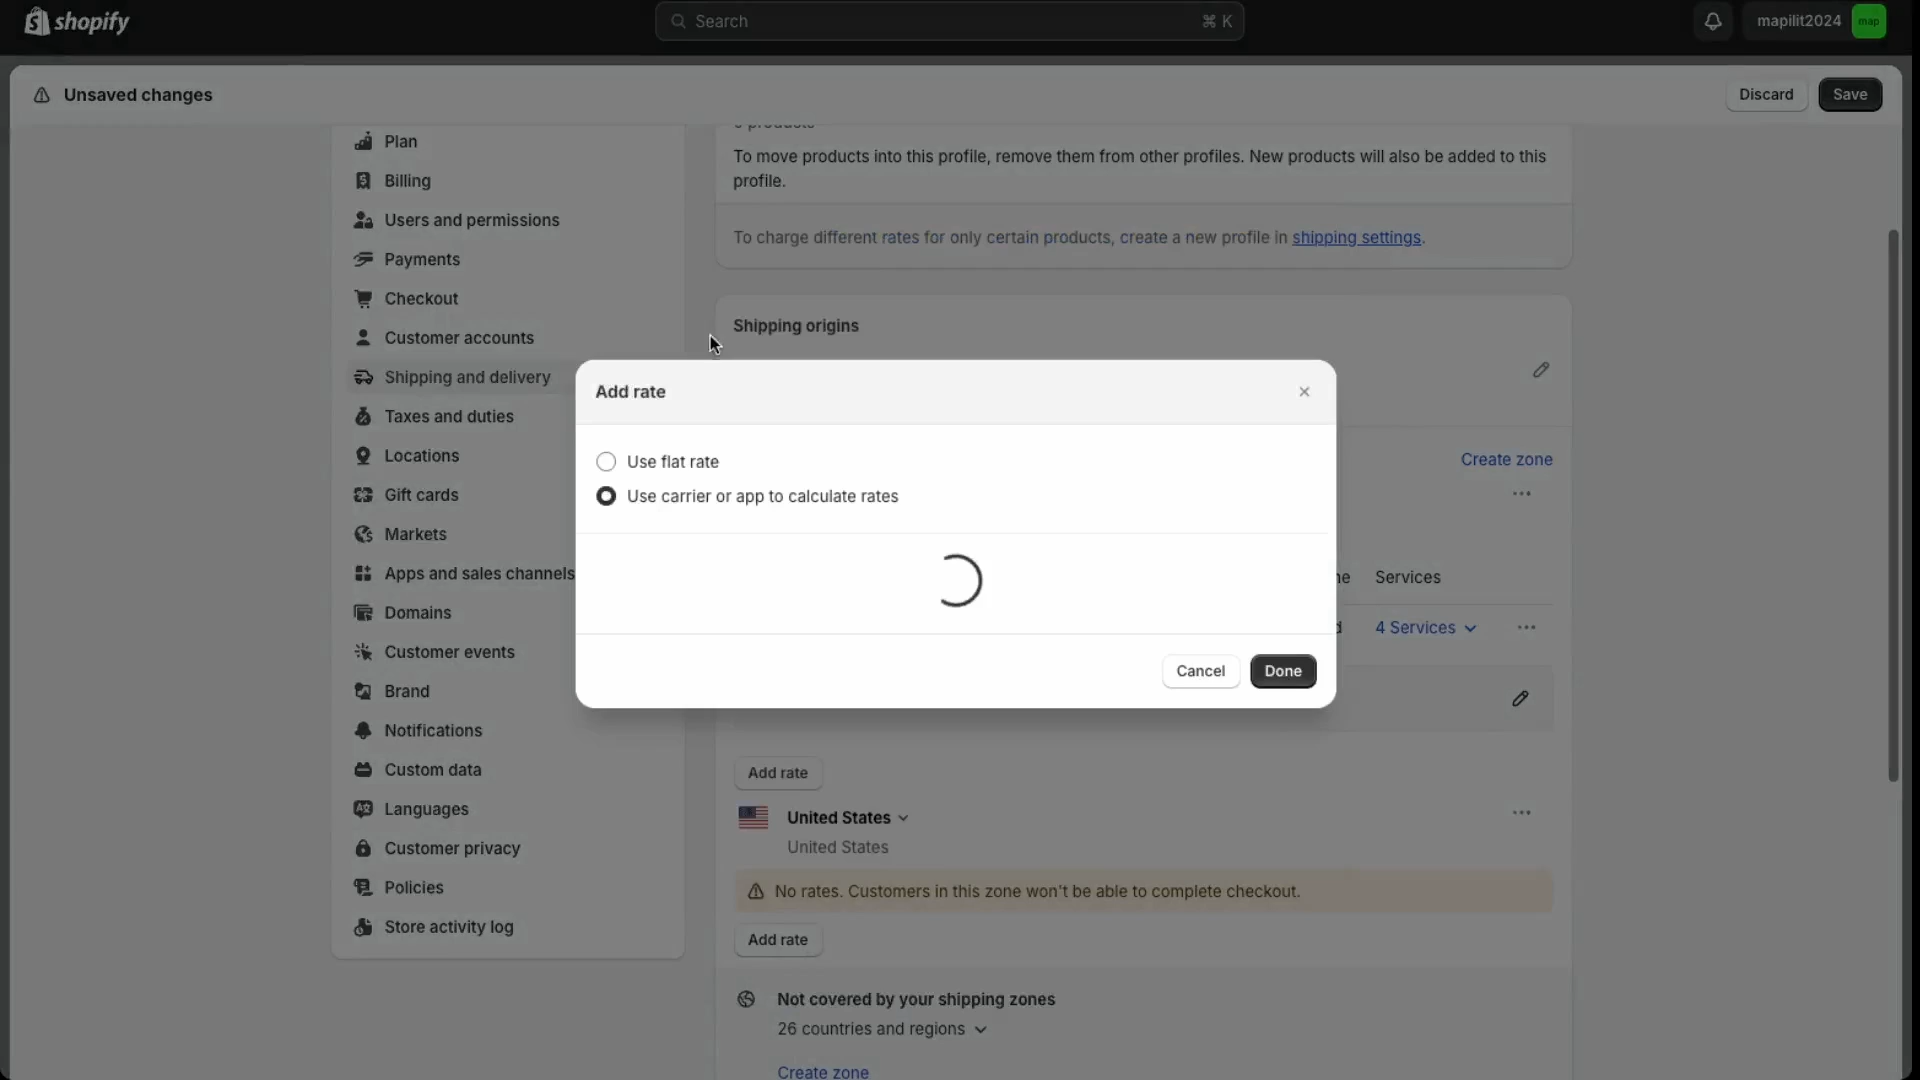 shopify
Search
⌘ K
mapilit2024
map
Unsaved changes
Discard
Save
Plan
Billing
Users and permissions
Payments
Checkout
Customer accounts
Shipping and delivery
Taxes and duties
Locations
Gift cards
Markets
Apps and sales channels
Domains
Customer events
Brand
Notifications
Custom data
Languages
Customer privacy
Policies
Store activity log
To move products into this profile, remove them from other profiles. New products will also be added to this
profile.
To charge different rates for only certain products, create a new profile in shipping settings.
Shipping origins
Create zone
Add rate
Use flat rate
Use carrier or app to calculate rates
Cancel
Done
Services
4 Services
Add rate
United States
United States
No rates. Customers in this zone won't be able to complete checkout.
Add rate
Not covered by your shipping zones
26 countries and regions
Create zone